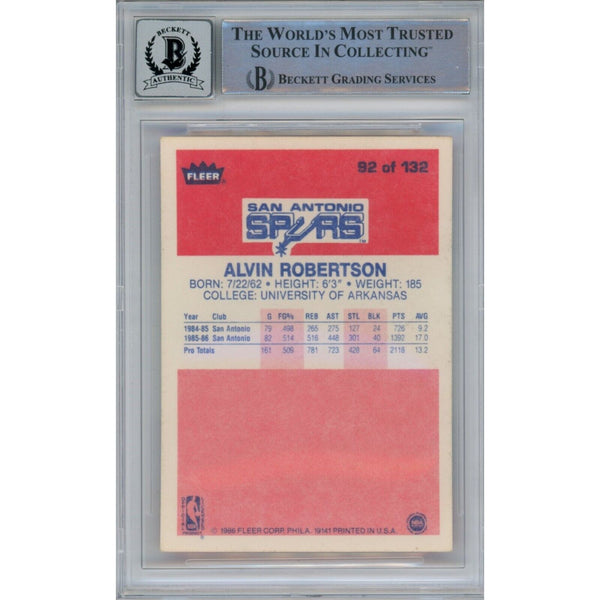 BECKETT
B
AUTHENTIC
THE WORLD'S MOST TRUSTED
SOURCE IN COLLECTING™
B BECKETT GRADING SERVICES
FLEER
92 of 132
SAN ANTONIO
SPURS
ALVIN ROBERTSON
BORN: 7/22/62 • HEIGHT: 6'3" • WEIGHT: 185
COLLEGE: UNIVERSITY OF ARKANSAS
Year Club G FG% REB AST STL BLK PTS AVG
1984-85 San Antonio 79 .498 265 275 127 24 726 9.2
1985-86 San Antonio 82 .514 516 448 301 40 1392 17.0
Pro Totals 161 .509 781 723 428 64 2118 13.2
© 1986 FLEER CORP. PHILA. 19141 PRINTED IN U.S.A.